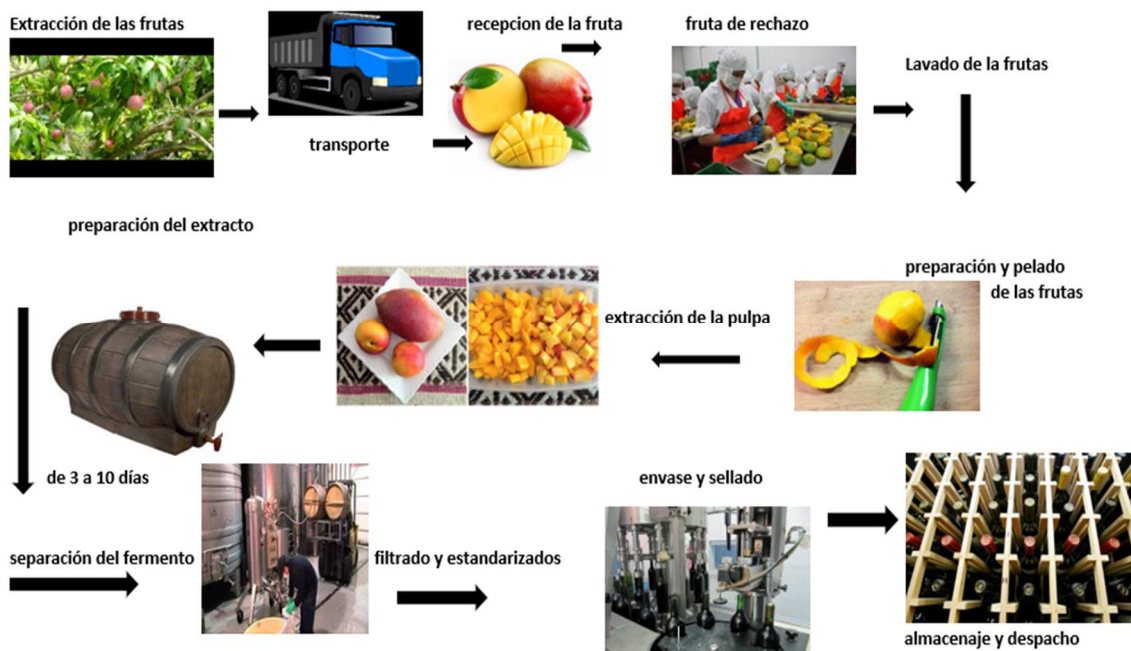 Extracción de las frutas
transporte
recepcion de la fruta
fruta de rechazo
Lavado de la frutas
preparación y pelado
de las frutas
extracción de la pulpa
preparación del extracto
de 3 a 10 días
separación del fermento
filtrado y estandarizados
envase y sellado
almacenaje y despacho